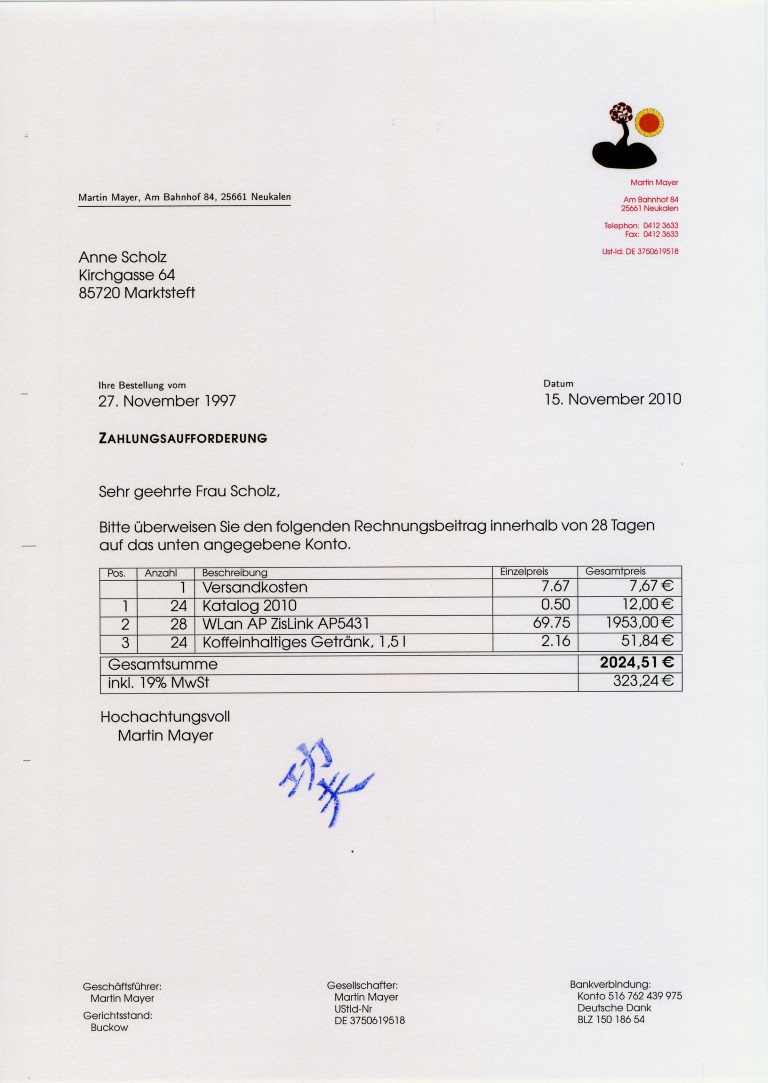 Martin Mayer
Am Bahnhof 84
25661 Neukalen
Telephon: 0412 3633
Fax: 0412 3633
Ust-Id: DE 3750619518
Martin Mayer, Am Bahnhof 84, 25661 Neukalen
Anne Scholz
Kirchgasse 64
85720 Marktsteft
Ihre Bestellung vom
27. November 1997
Datum
15. November 2010
ZAHLUNGSAUFFORDERUNG
Sehr geehrte Frau Scholz,
Bitte überweisen Sie den folgenden Rechnungsbeitrag innerhalb von 28 Tagen
auf das unten angegebene Konto.
Pos. Anzahl Beschreibung Einzelpreis Gesamtpreis
1 Versandkosten 7.67 7,67 €
1 24 Katalog 2010 0.50 12,00 €
2 28 WLan AP ZisLink AP5431 69.75 1953,00 €
3 24 Koffeinhaltiges Getränk, 1,5 l 2.16 51,84 €
Gesamtsumme 2024,51 €
inkl. 19% MwSt 323,24 €
Hochachtungsvoll
Martin Mayer
Geschäftsführer:
Martin Mayer
Gerichtsstand:
Buckow
Gesellschafter:
Martin Mayer
UStId-Nr
DE 3750619518
Bankverbindung:
Konto 516 762 439 975
Deutsche Dank
BLZ 150 186 54